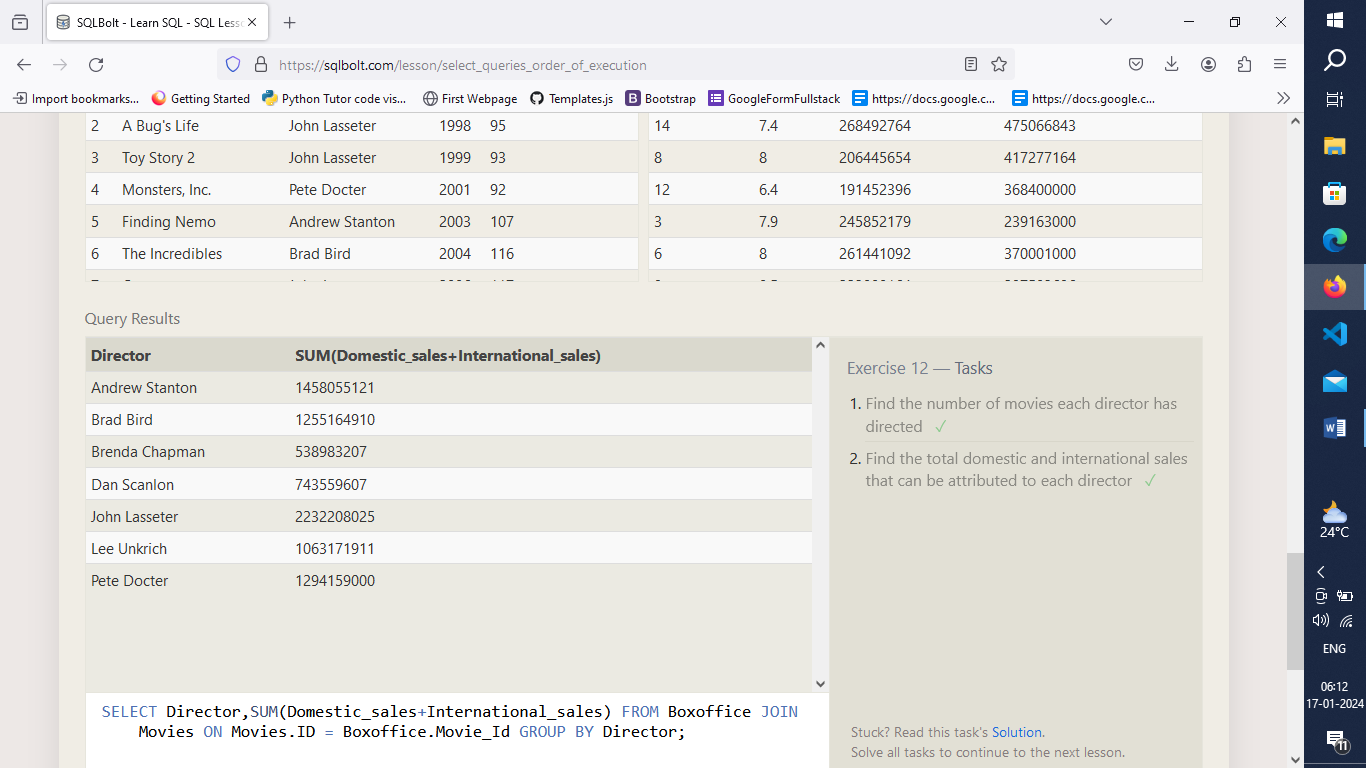 SQLBolt - Learn SQL - SQL Less
https://sqlbolt.com/lesson/select_queries_order_of_execution
Import bookmarks...
Getting Started
Python Tutor code vis...
First Webpage
Templates.js
Bootstrap
GoogleFormFullstack
https://docs.google.c...
https://docs.google.c...
2 A Bug's Life John Lasseter 1998 95 14 7.4 268492764 475066843
3 Toy Story 2 John Lasseter 1999 93 8 8 206445654 417277164
4 Monsters, Inc. Pete Docter 2001 92 12 6.4 191452396 368400000
5 Finding Nemo Andrew Stanton 2003 107 3 7.9 245852179 239163000
6 The Incredibles Brad Bird 2004 116 6 8 261441092 370001000
Query Results
Director SUM(Domestic_sales+International_sales)
Andrew Stanton 1458055121
Brad Bird 1255164910
Brenda Chapman 538983207
Dan Scanlon 743559607
John Lasseter 2232208025
Lee Unkrich 1063171911
Pete Docter 1294159000
SELECT Director,SUM(Domestic_sales+International_sales) FROM Boxoffice JOIN
Movies ON Movies.ID = Boxoffice.Movie_Id GROUP BY Director;
Exercise 12 — Tasks
1. Find the number of movies each director has
directed ✓
2. Find the total domestic and international sales
that can be attributed to each director ✓
Stuck? Read this task's Solution.
Solve all tasks to continue to the next lesson.
24°C
ENG
06:12
17-01-2024
11